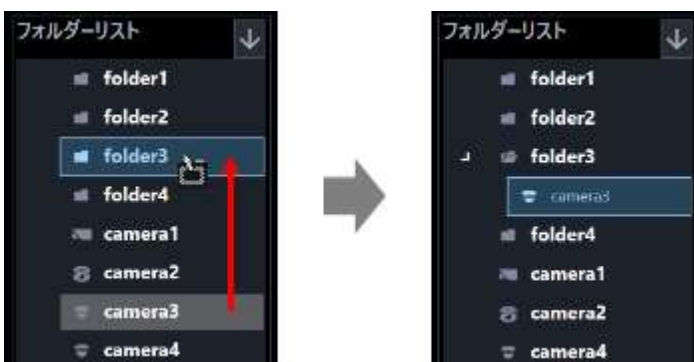 フォルダーリスト
folder1
folder2
folder3
folder4
camera1
camera2
camera3
camera4
フォルダーリスト
folder1
folder2
folder3
camera3
folder4
camera1
camera2
camera4